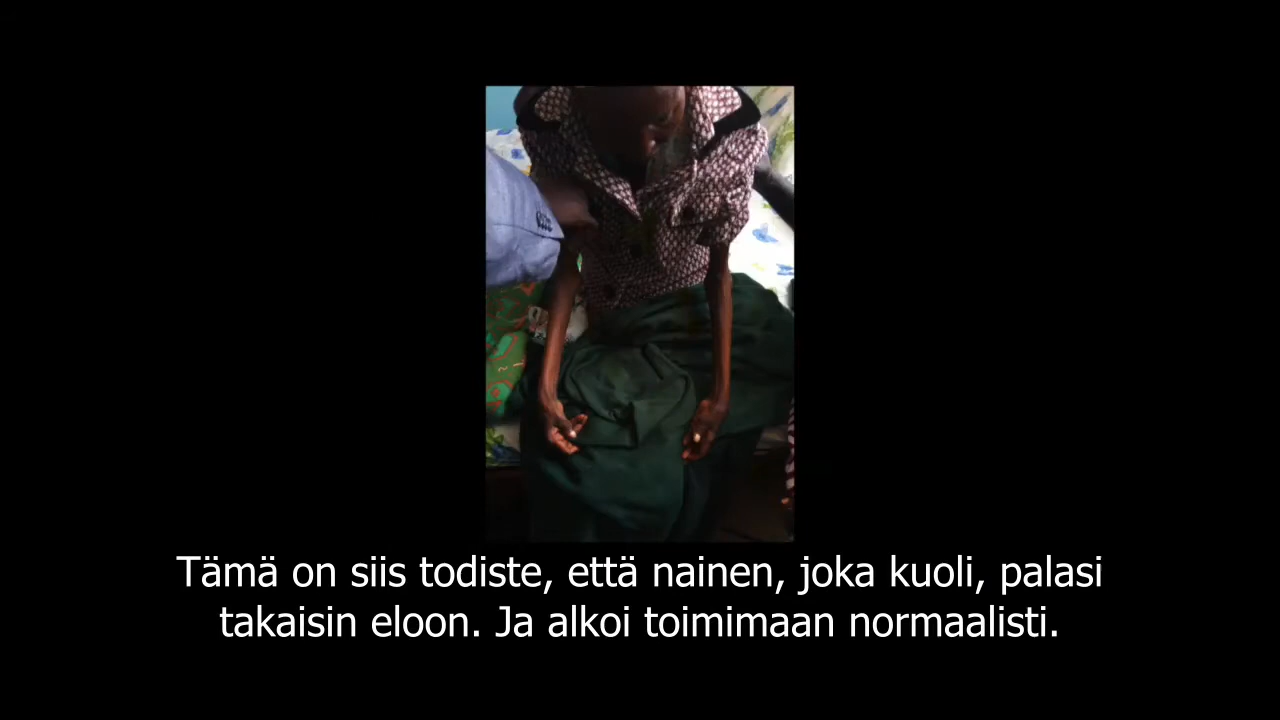 Tämä on siis todiste, että nainen, joka kuoli, palasi
takaisin eloon. Ja alkoi toimimaan normaalisti.